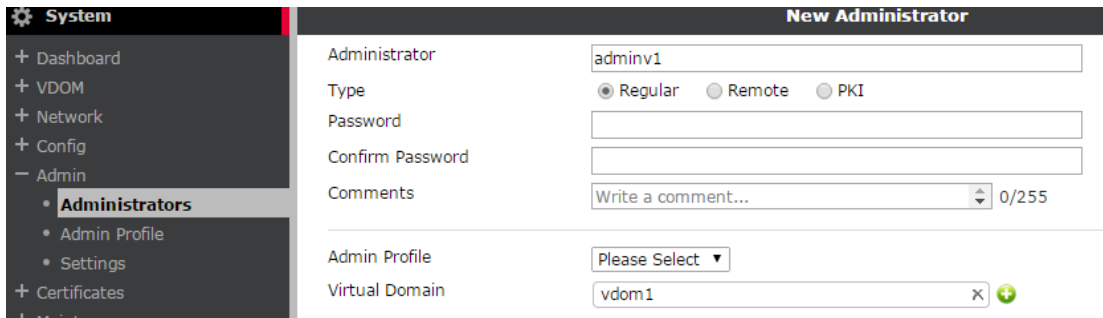 System
Dashboard
VDOM
Network
Config
Admin
Administrators
Admin Profile
Settings
Certificates
New Administrator
Administrator adminv1
Type Regular Remote PKI
Password
Confirm Password
Comments Write a comment... 0/255
Admin Profile Please Select
Virtual Domain vdom1